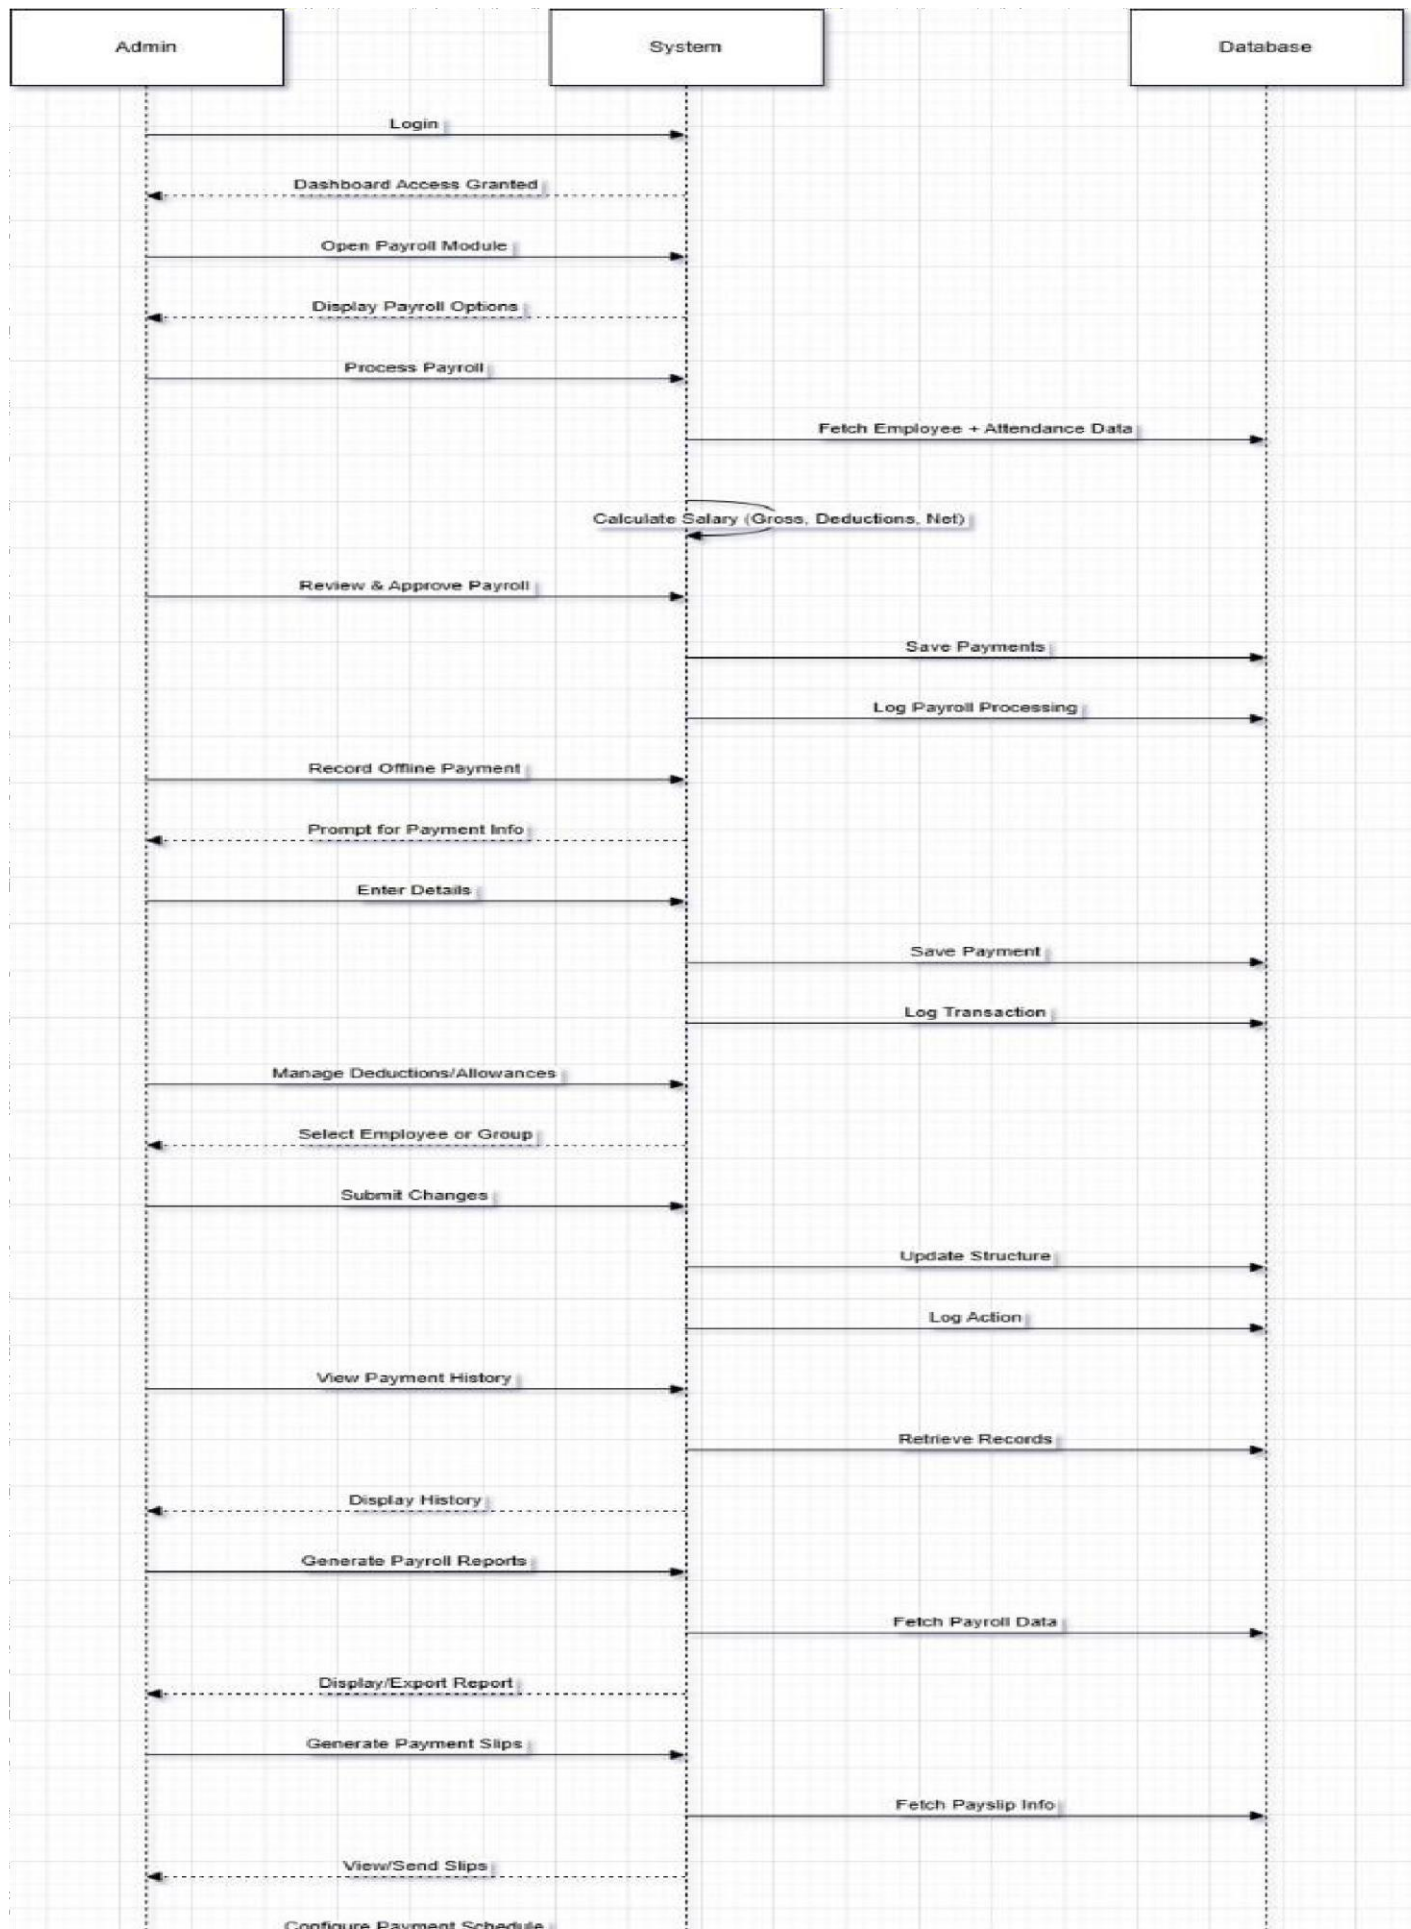 Admin
System
Database
Login
Dashboard Access Granted
Open Payroll Module
Display Payroll Options
Process Payroll
Fetch Employee + Attendance Data
Calculate Salary (Gross, Deductions, Net)
Review & Approve Payroll
Save Payments
Log Payroll Processing
Record Offline Payment
Prompt for Payment Info
Enter Details
Save Payment
Log Transaction
Manage Deductions/Allowances
Select Employee or Group
Submit Changes
Update Structure
Log Action
View Payment History
Retrieve Records
Display History
Generate Payroll Reports
Fetch Payroll Data
Display/Export Report
Generate Payment Slips
Fetch Payslip Info
View/Send Slips
Configure Payment Schedule